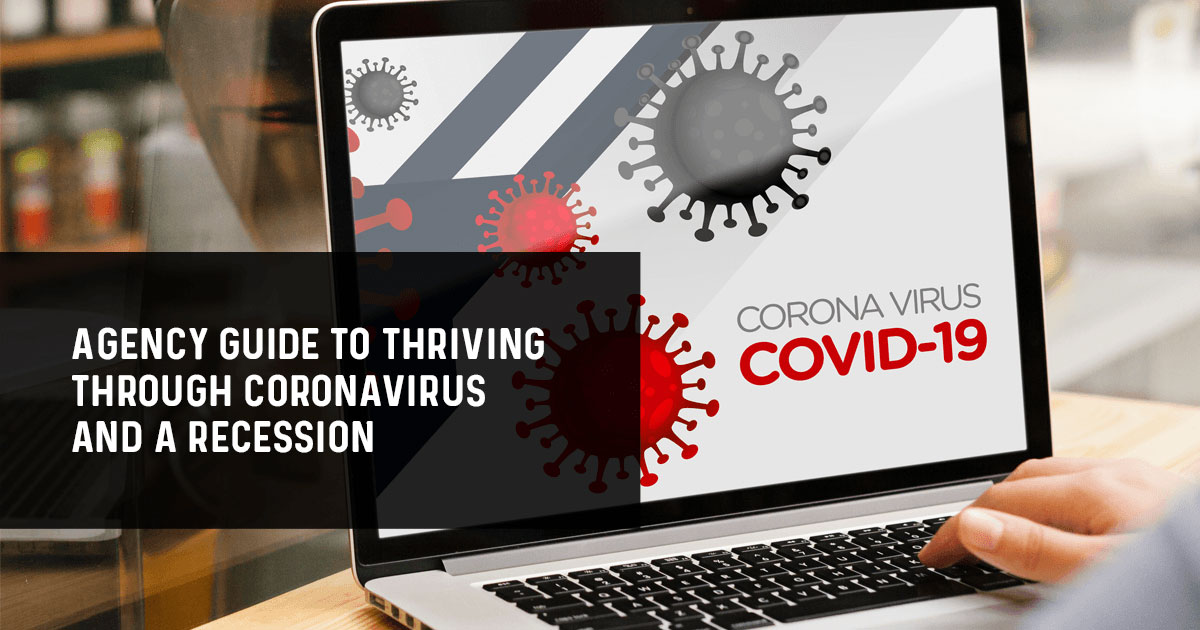 AGENCY GUIDE TO THRIVING
THROUGH CORONAVIRUS
AND A RECESSION
CORONA VIRUS
COVID-19